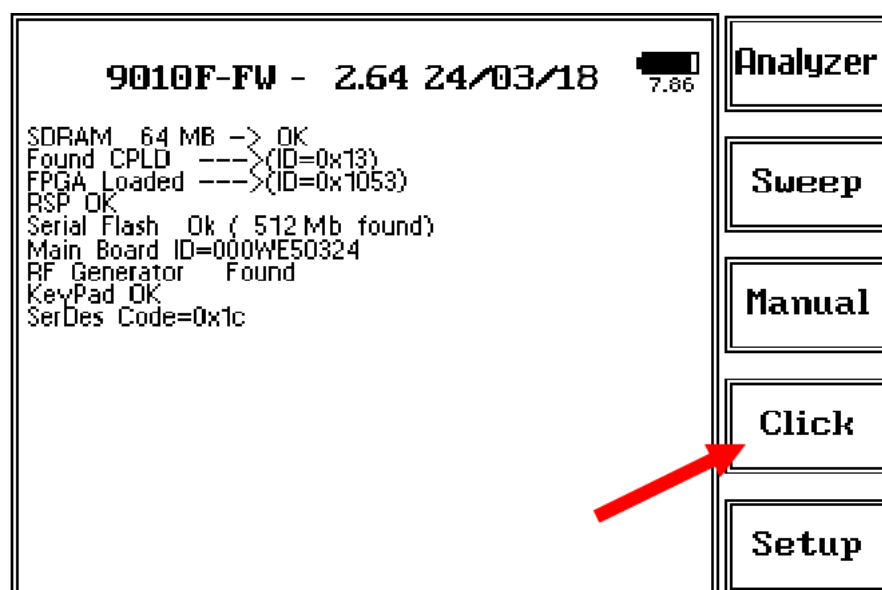 9010F-FW - 2.64 24/03/18
7.86
SDRAM 64 MB -> OK
Found CPLD --->(ID=0x13)
FPGA Loaded --->(ID=0x1053)
RSP OK
Serial Flash Ok ( 512 Mb found)
Main Board ID=000WE50324
RF Generator Found
KeyPad OK
SerDes Code=0x1c
Analyzer
Sweep
Manual
Click
Setup